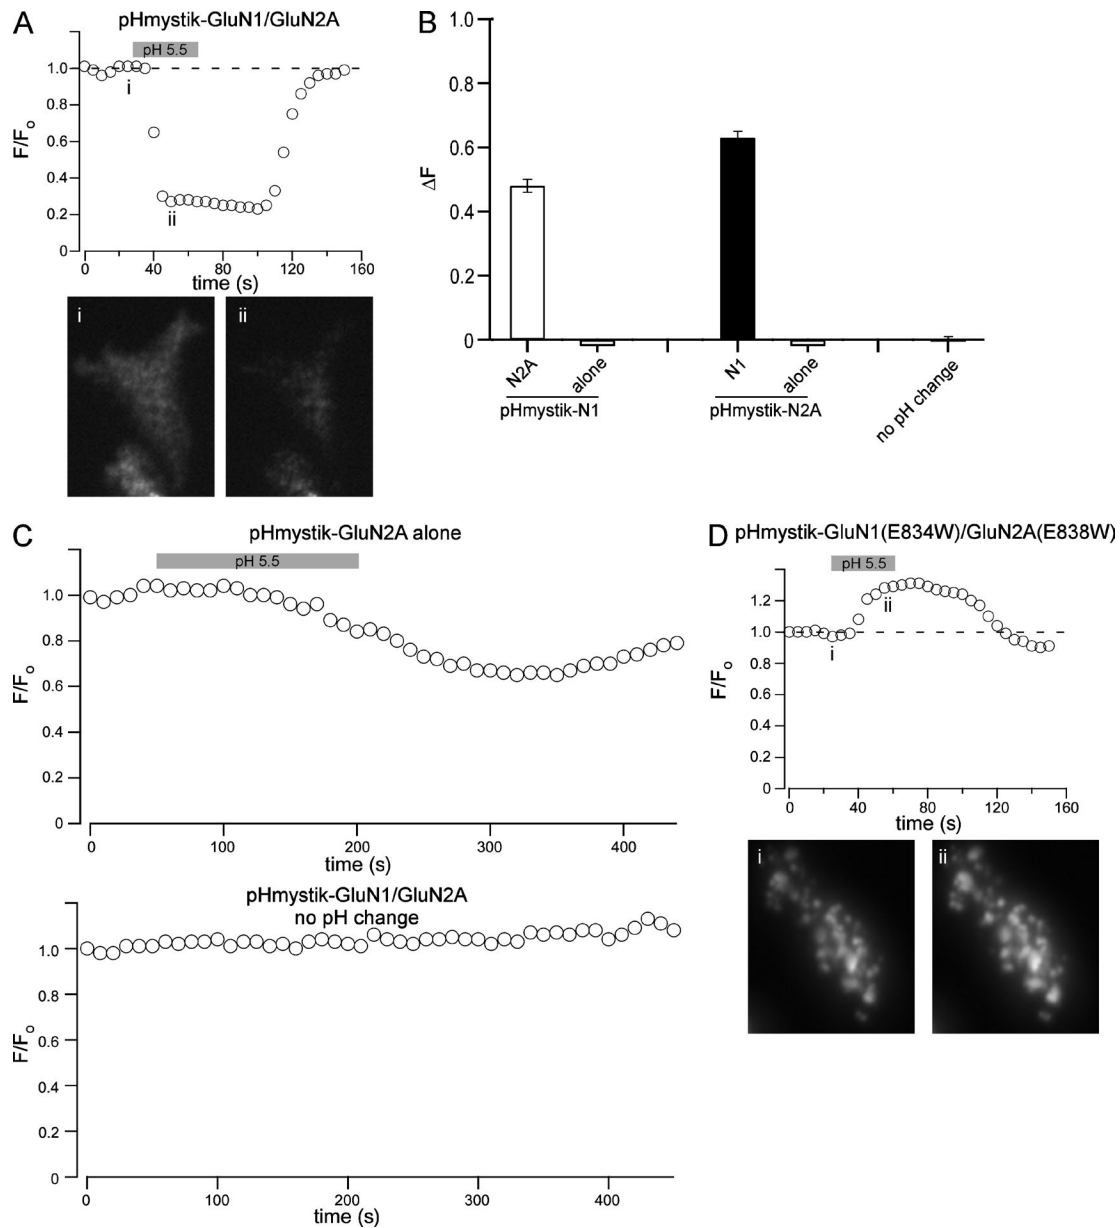 A
pHmystik-GluN1/GluN2A
pH 5.5
1.0
0.8
0.6
0.4
0.2
0
F/Fo
i
ii
0 40 80 120 160
time (s)
i
ii
B
1.0
0.8
0.6
0.4
0.2
0
ΔF
N2A
alone
N1
alone
no pH change
pHmystik-N1
pHmystik-N2A
C
pHmystik-GluN2A alone
pH 5.5
1.0
0.8
0.6
0.4
0.2
0
F/Fo
0 100 200 300 400
time (s)
pHmystik-GluN1/GluN2A
no pH change
1.0
0.8
0.6
0.4
0.2
0
F/Fo
0 100 200 300 400
time (s)
D
pHmystik-GluN1(E834W)/GluN2A(E838W)
pH 5.5
1.2
1.0
0.8
0.6
0.4
0.2
0
F/Fo
i
ii
0 40 80 120 160
time (s)
i
ii